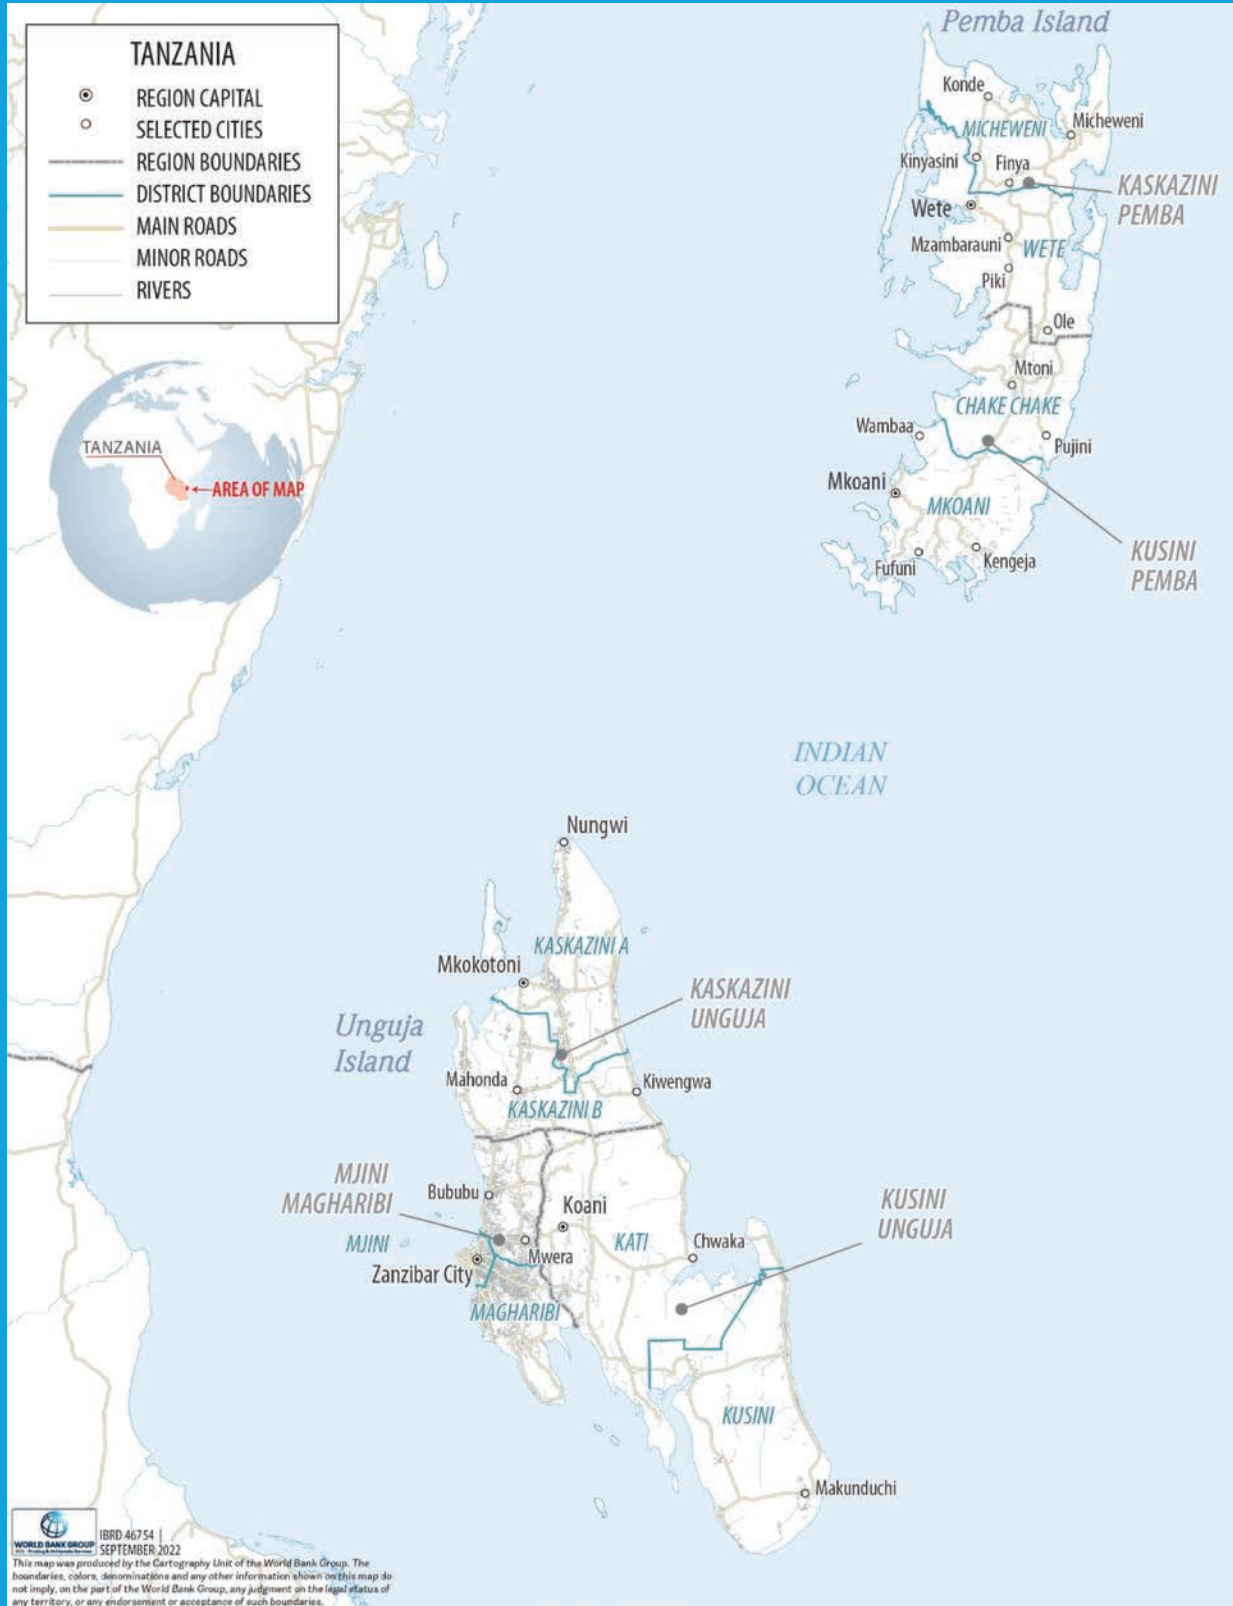 TANZANIA
REGION CAPITAL
SELECTED CITIES
REGION BOUNDARIES
DISTRICT BOUNDARIES
MAIN ROADS
MINOR ROADS
RIVERS
TANZANIA
AREA OF MAP
Pemba Island
Konde
MICHEWENI
Micheweni
Kinyasini
Finya
KASKAZINI
PEMBA
Wete
Mzambarauni
WETE
Piki
Ole
Mtoni
CHAKE CHAKE
Wambaa
Pujini
Mkoani
MKOANI
Fufuni
Kengeja
KUSINI
PEMBA
INDIAN
OCEAN
Nungwi
KASKAZINI A
Mkokotoni
KASKAZINI
UNGUJA
Unguja
Island
Mahonda
Kiwengwa
KASKAZINI B
MJINI
MAGHARIBI
Bububu
Koani
KUSINI
UNGUJA
MJINI
KATI
Chwaka
Mwera
Zanzibar City
MAGHARIBI
KUSINI
Makunduchi
WORLD BANK GROUP
IBRD 46754 |
SEPTEMBER 2022
This map was produced by the Cartography Unit of the World Bank Group. The
boundaries, colors, denominations and any other information shown on this map do
not imply, on the part of the World Bank Group, any judgment on the legal status of
any territory, or any endorsement or acceptance of such boundaries.